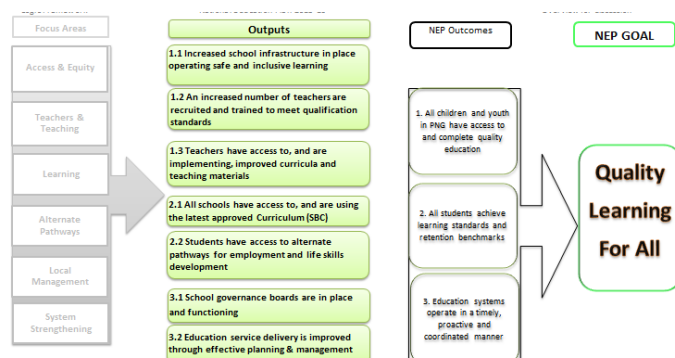 Focus Areas
Outputs
NEP Outcomes
NEP GOAL
Access & Equity
Teachers &
Teaching
Learning
Alternate
Pathways
Local
Management
System
Strengthening
1.1 Increased school infrastructure in place
operating safe and inclusive learning
1.2 An increased number of teachers are
recruited and trained to meet qualification
standards
1.3 Teachers have access to, and are
implementing, improved curricula and
teaching materials
2.1 All schools have access to, and are using
the latest approved Curriculum (SBC)
2.2 Students have access to alternate
pathways for employment and life skills
development
3.1 School governance boards are in place
and functioning
3.2 Education service delivery is improved
through effective planning & management
1. All children and youth
in PNG have access to
and complete quality
education
2. All students achieve
learning standards and
retention benchmarks
3. Education systems
operate in a timely,
proactive and
coordinated manner
Quality
Learning
For All